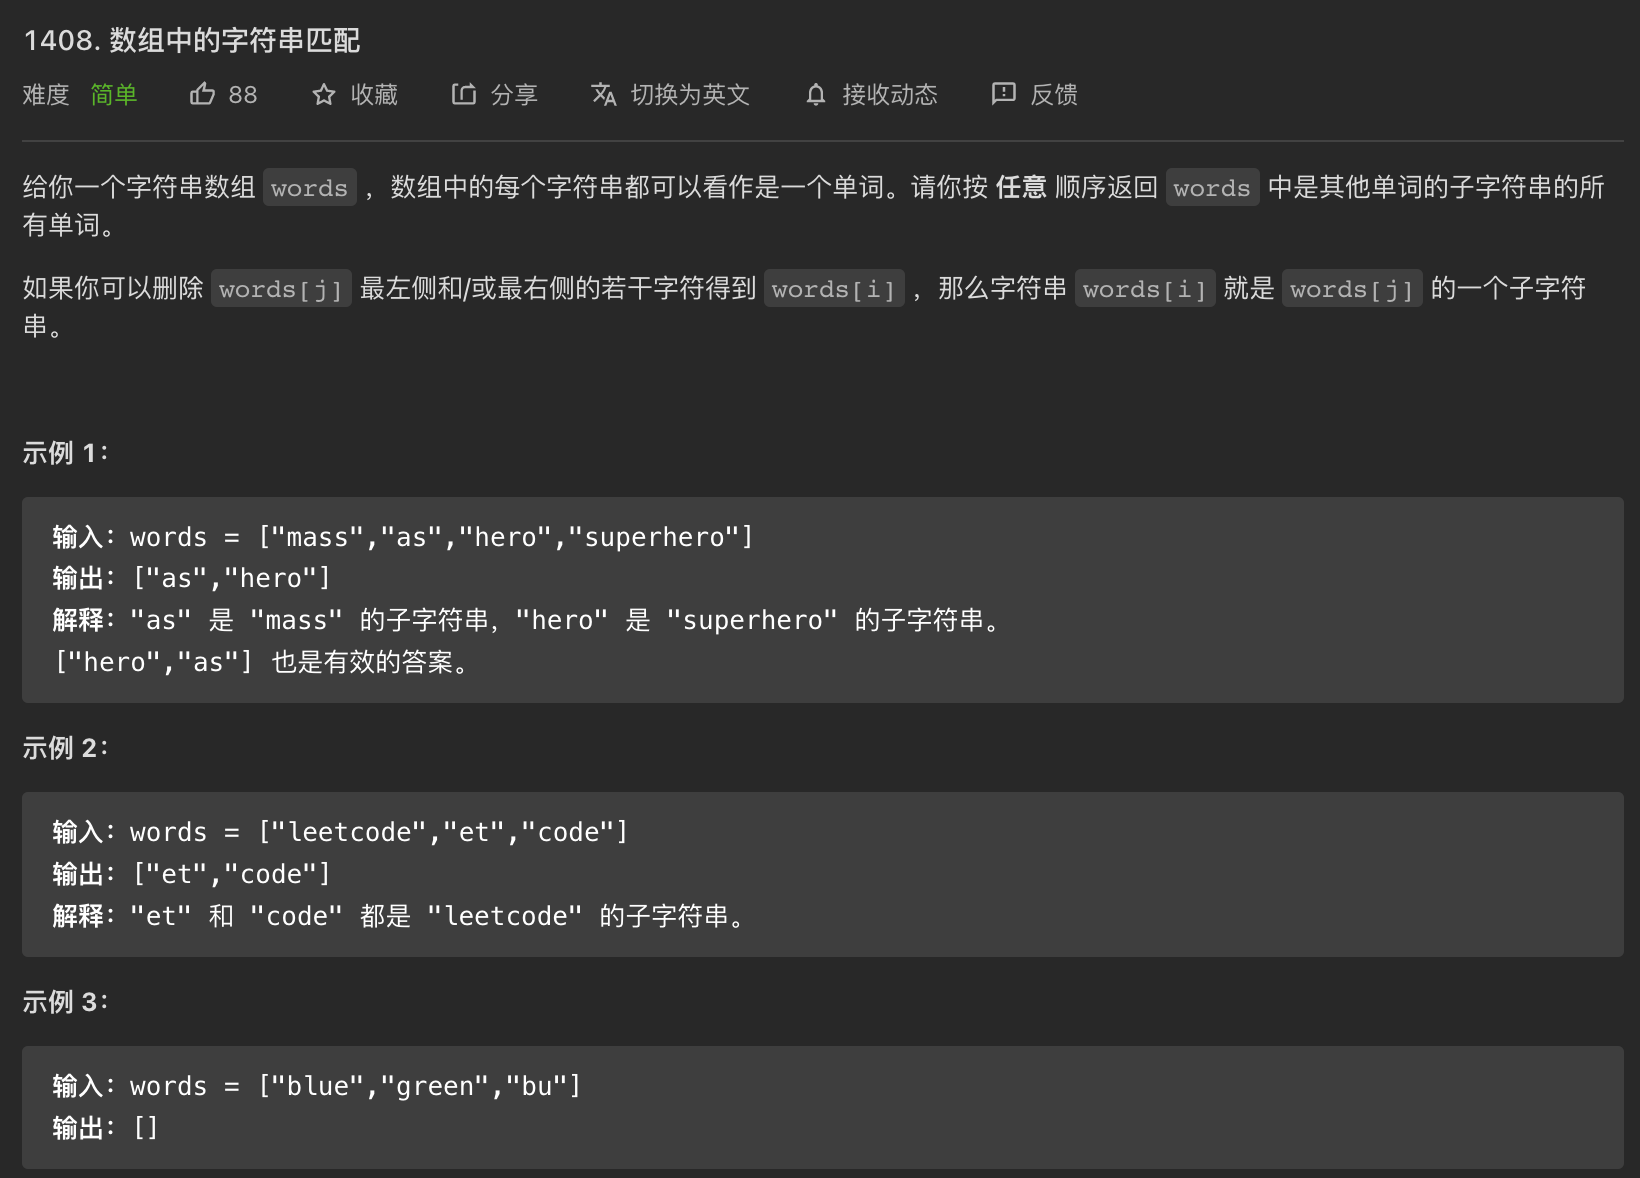 1408. 数组中的字符串匹配
难度 简单 88 收藏 分享 切换为英文 接收动态 反馈
给你一个字符串数组 words ，数组中的每个字符串都可以看作是一个单词。请你按 任意 顺序返回 words 中是其他单词的子字符串的所
有单词。
如果你可以删除 words[j] 最左侧和/或最右侧的若干字符得到 words[i] ，那么字符串 words[i] 就是 words[j] 的一个子字符
串。
示例 1：
输入：words = ["mass","as","hero","superhero"]
输出：["as","hero"]
解释："as" 是 "mass" 的子字符串，"hero" 是 "superhero" 的子字符串。
["hero","as"] 也是有效的答案。
示例 2：
输入：words = ["leetcode","et","code"]
输出：["et","code"]
解释："et" 和 "code" 都是 "leetcode" 的子字符串。
示例 3：
输入：words = ["blue","green","bu"]
输出：[]